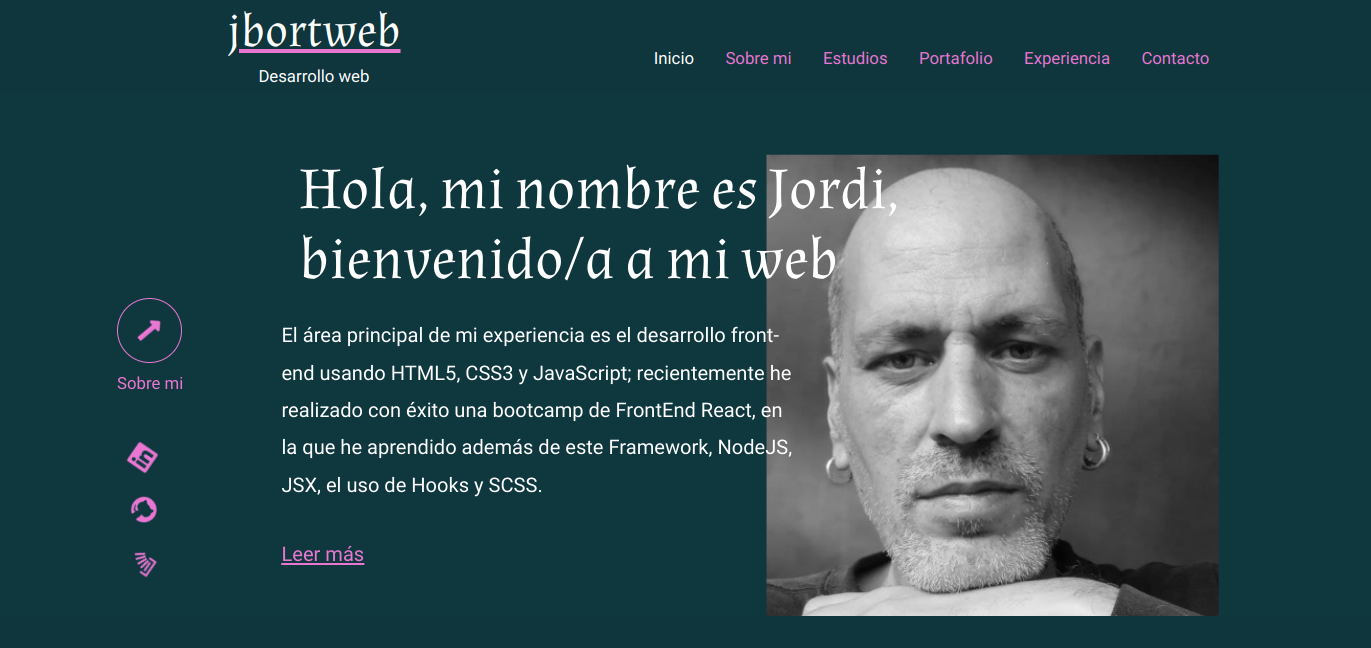 jbortweb
Desarrollo web
Inicio Sobre mi Estudios Portafolio Experiencia Contacto
Hola, mi nombre es Jordi,
bienvenido/a a mi web
El área principal de mi experiencia es el desarrollo front-
end usando HTML5, CSS3 y JavaScript; recientemente he
realizado con éxito una bootcamp de FrontEnd React, en
la que he aprendido además de este Framework, NodeJS,
JSX, el uso de Hooks y SCSS.
Leer más
Sobre mi